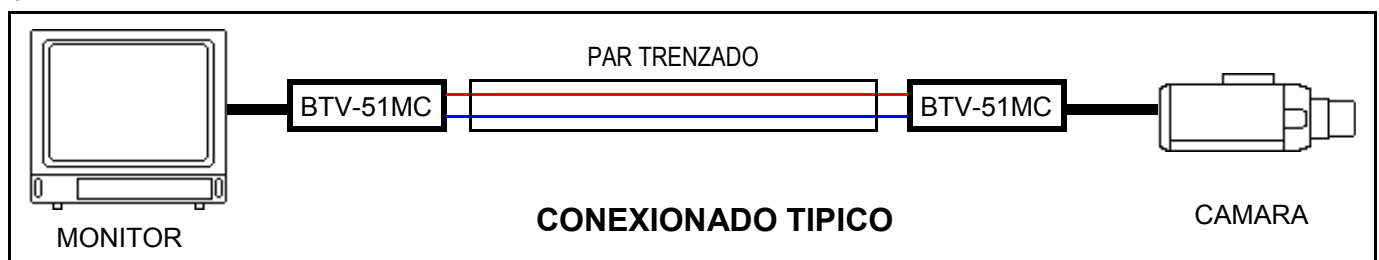 PAR TRENZADO
BTV-51MC
BTV-51MC
CONEXIONADO TIPICO
MONITOR
CAMARA